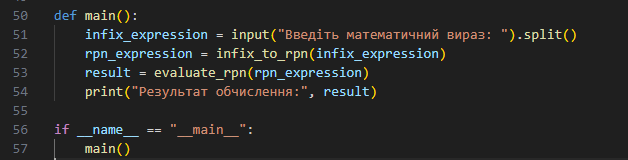 50 def main():
51     infix_expression = input("Введіть математичний вираз: ").split()
52     rpn_expression = infix_to_rpn(infix_expression)
53     result = evaluate_rpn(rpn_expression)
54     print("Результат обчислення:", result)
55
56 if __name__ == "__main__":
57     main()